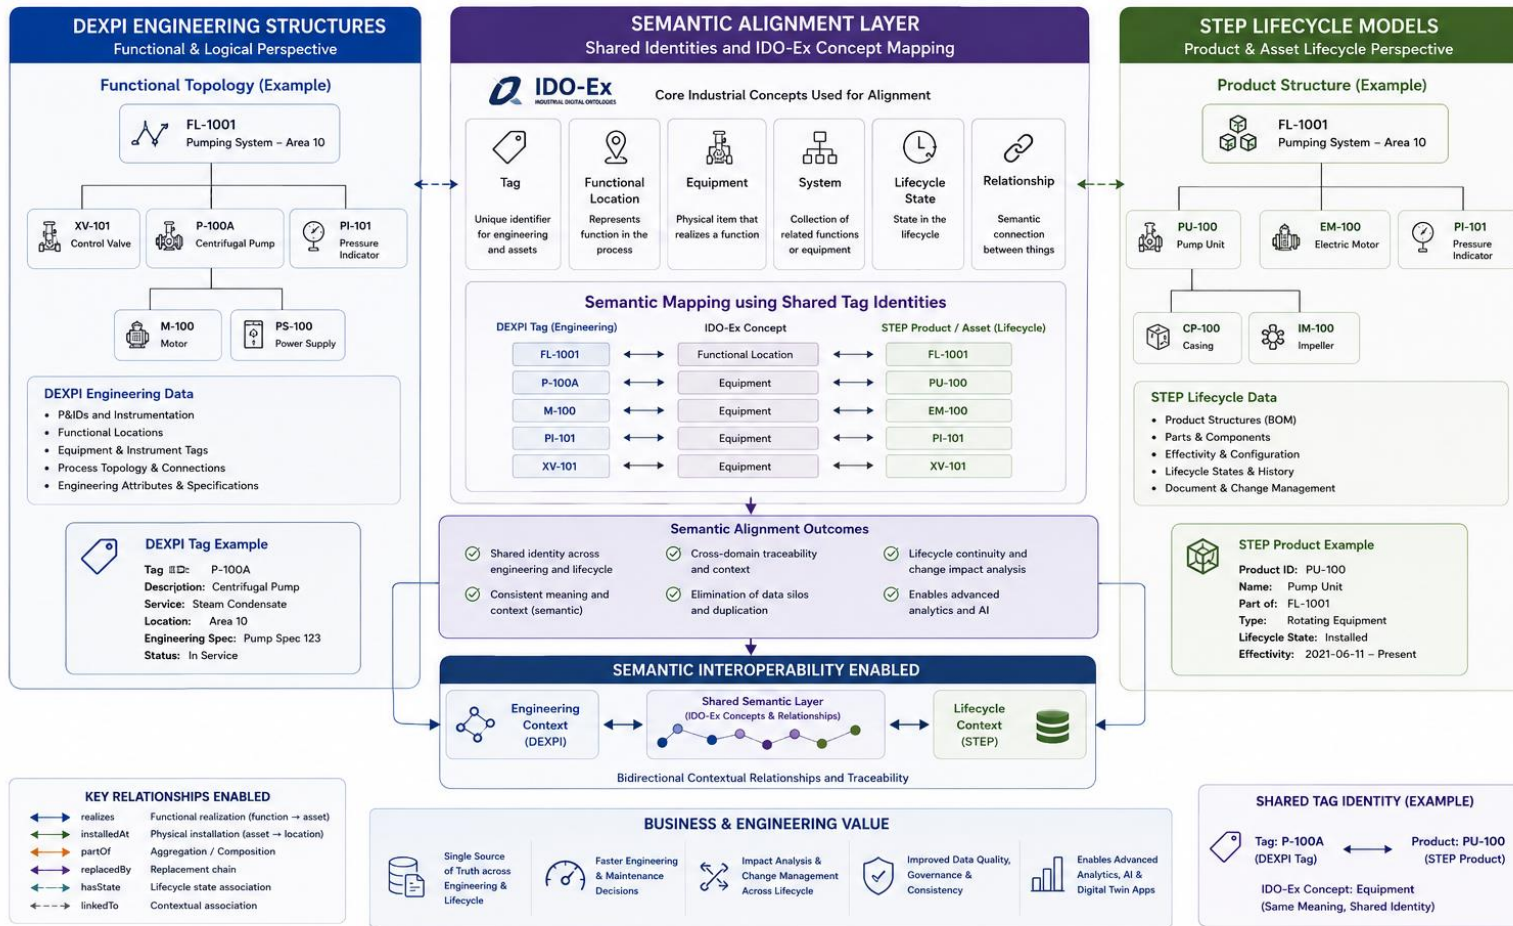 DEXPI ENGINEERING STRUCTURES
Functional & Logical Perspective
Functional Topology (Example)
FL-1001
Pumping System – Area 10
XV-101
Control Valve
P-100A
Centrifugal Pump
PI-101
Pressure
Indicator
M-100
Motor
PS-100
Power Supply
DEXPI Engineering Data
• P&IDs and Instrumentation
• Functional Locations
• Equipment & Instrument Tags
• Process Topology & Connections
• Engineering Attributes & Specifications
DEXPI Tag Example
Tag P-100A
Description: Centrifugal Pump
Service: Steam Condensate
Location: Area 10
Engineering Spec: Pump Spec 123
Status: In Service
SEMANTIC ALIGNMENT LAYER
Shared Identities and IDO-Ex Concept Mapping
IDO-Ex
INDUSTRIAL DIGITAL ONTOLOGIES
Core Industrial Concepts Used for Alignment
Tag
Unique identifier
for engineering
and assets
Functional
Location
Represents
function in the
process
Equipment
Physical item that
realizes a function
System
Collection of
related functions
or equipment
Lifecycle
State
State in the
lifecycle
Relationship
Semantic
connection
between things
Semantic Mapping using Shared Tag Identities
DEXPI Tag (Engineering) IDO-Ex Concept STEP Product / Asset (Lifecycle)
FL-1001 Functional Location FL-1001
P-100A Equipment PU-100
M-100 Equipment EM-100
PI-101 Equipment PI-101
XV-101 Equipment XV-101
Semantic Alignment Outcomes
Shared identity across
engineering and lifecycle
Cross-domain traceability
and context
Lifecycle continuity and
change impact analysis
Consistent meaning and
context (semantic)
Elimination of data silos
and duplication
Enables advanced
analytics and AI
SEMANTIC INTEROPERABILITY ENABLED
Engineering
Context
(DEXPI)
Shared Semantic Layer
(IDO-Ex Concepts & Relationships)
Lifecycle
Context
(STEP)
Bidirectional Contextual Relationships and Traceability
STEP LIFECYCLE MODELS
Product & Asset Lifecycle Perspective
Product Structure (Example)
FL-1001
Pumping System – Area 10
PU-100
Pump Unit
EM-100
Electric Motor
PI-101
Pressure
Indicator
CP-100
Casing
IM-100
Impeller
STEP Lifecycle Data
• Product Structures (BOM)
• Parts & Components
• Effectivity & Configuration
• Lifecycle States & History
• Document & Change Management
STEP Product Example
Product ID: PU-100
Name: Pump Unit
Part of: FL-1001
Type: Rotating Equipment
Lifecycle State: Installed
Effectivity: 2021-06-11 – Present
KEY RELATIONSHIPS ENABLED
realizes Functional realization (function → asset)
installedAt Physical installation (asset → location)
partOf Aggregation / Composition
replacedBy Replacement chain
hasState Lifecycle state association
linkedTo Contextual association
BUSINESS & ENGINEERING VALUE
Single Source
of Truth across
Engineering &
Lifecycle
Faster Engineering
& Maintenance
Decisions
Impact Analysis &
Change Management
Across Lifecycle
Improved Data Quality,
Governance &
Consistency
Enables Advanced
Analytics, AI &
Digital Twin Apps
SHARED TAG IDENTITY (EXAMPLE)
Tag: P-100A
(DEXPI Tag)
Product: PU-100
(STEP Product)
IDO-Ex Concept: Equipment
(Same Meaning, Shared Identity)